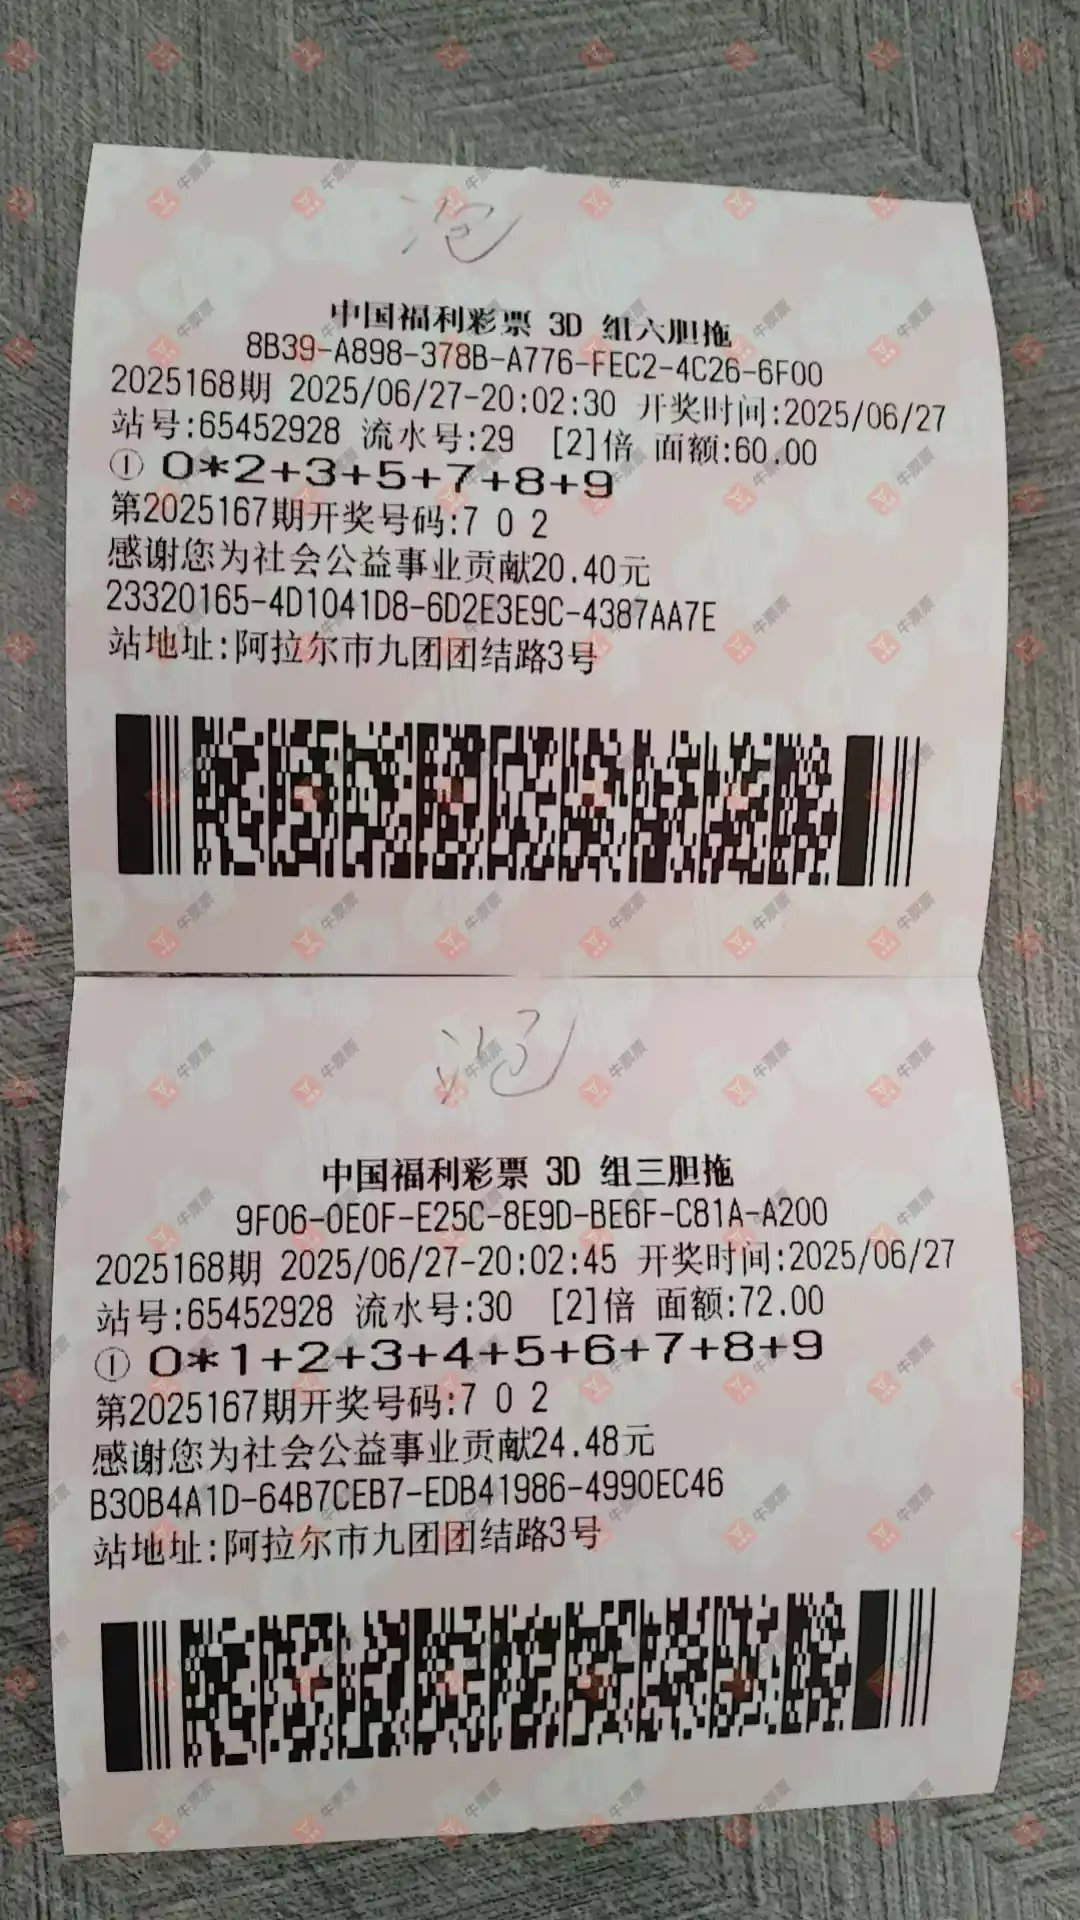 泡
中国福利彩票 3D 组六胆拖
8B39-A898-378B-A776-FEC2-4C26-6F00
2025168期 2025/06/27-20:02:30 开奖时间:2025/06/27
站号:65452928 流水号:29 [2]倍 面额:60.00
① 0*2+3+5+7+8+9
第2025167期开奖号码:7 0 2
感谢您为社会公益事业贡献20.40元
23320165-4D1041D8-6D2E3E9C-4387AA7E
站地址:阿拉尔市九团团结路3号
泡
中国福利彩票 3D 组三胆拖
9F06-0E0F-E25C-8E9D-BE6F-C81A-A200
2025168期 2025/06/27-20:02:45 开奖时间:2025/06/27
站号:65452928 流水号:30 [2]倍 面额:72.00
① 0*1+2+3+4+5+6+7+8+9
第2025167期开奖号码:7 0 2
感谢您为社会公益事业贡献24.48元
B30B4A1D-64B7CEB7-EDB41986-4990EC46
站地址:阿拉尔市九团团结路3号
牛票票